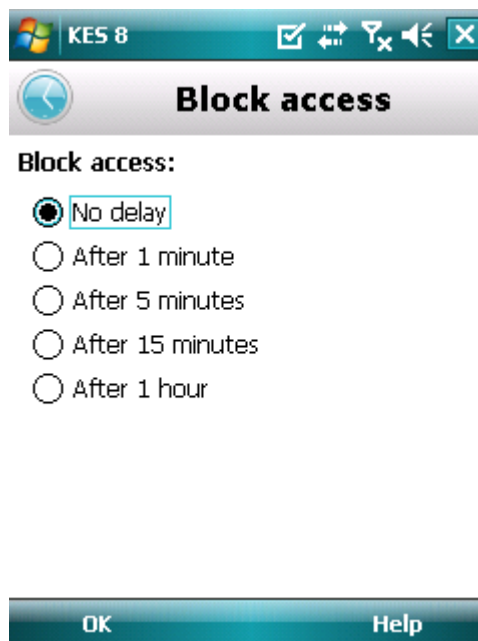 KES 8
Block access
Block access:
No delay
After 1 minute
After 5 minutes
After 15 minutes
After 1 hour
OK Help